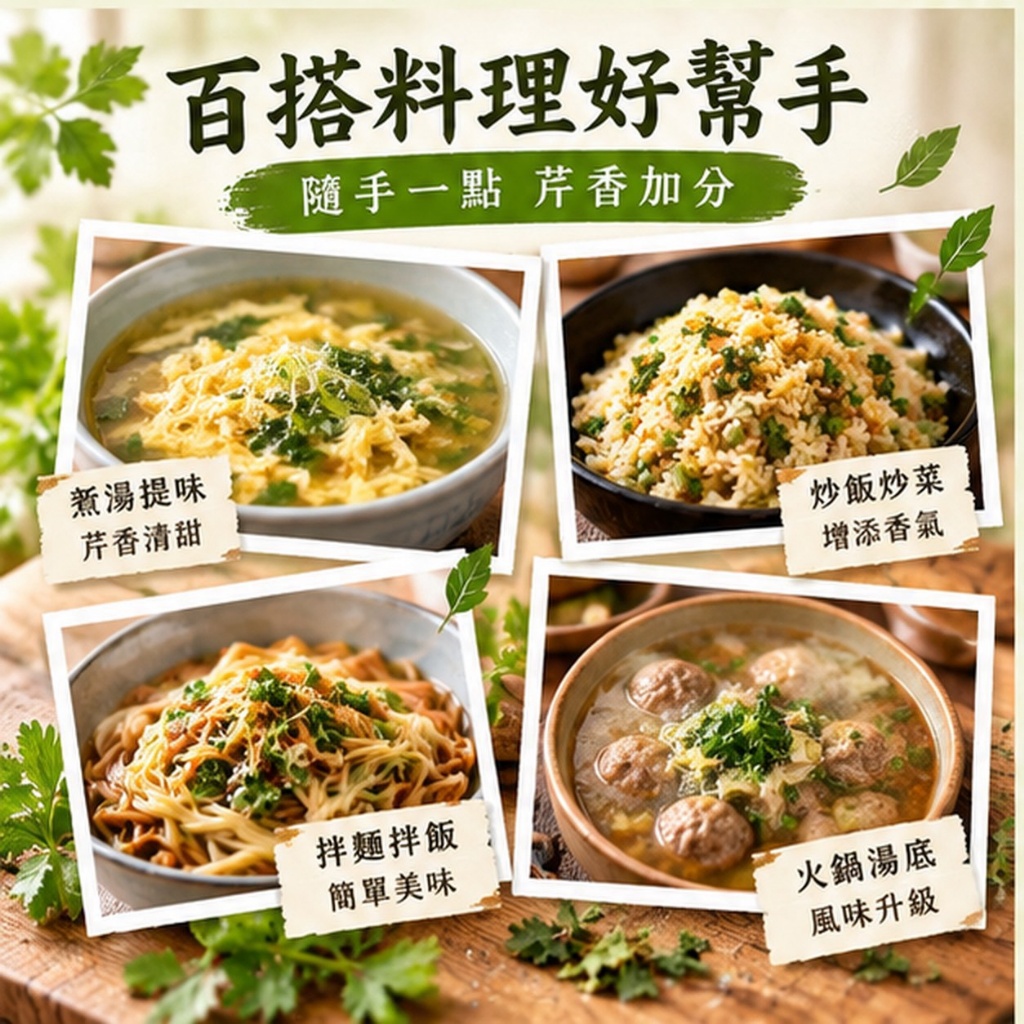 百搭料理好幫手
隨手一點 芹香加分
煮湯提味
芹香清甜
炒飯炒菜
增添香氣
拌麵拌飯
簡單美味
火鍋湯底
風味升級